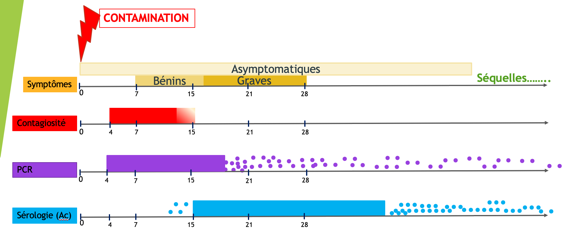 CONTAMINATION
Asymptomatiques
Bénins Graves Séquelles........
Symptômes
0 7 15 21 28
Contagiosité
0 4 7 15 21 28
PCR
0 4 7 15 21 28
Sérologie (Ac)
0 4 7 15 21 28